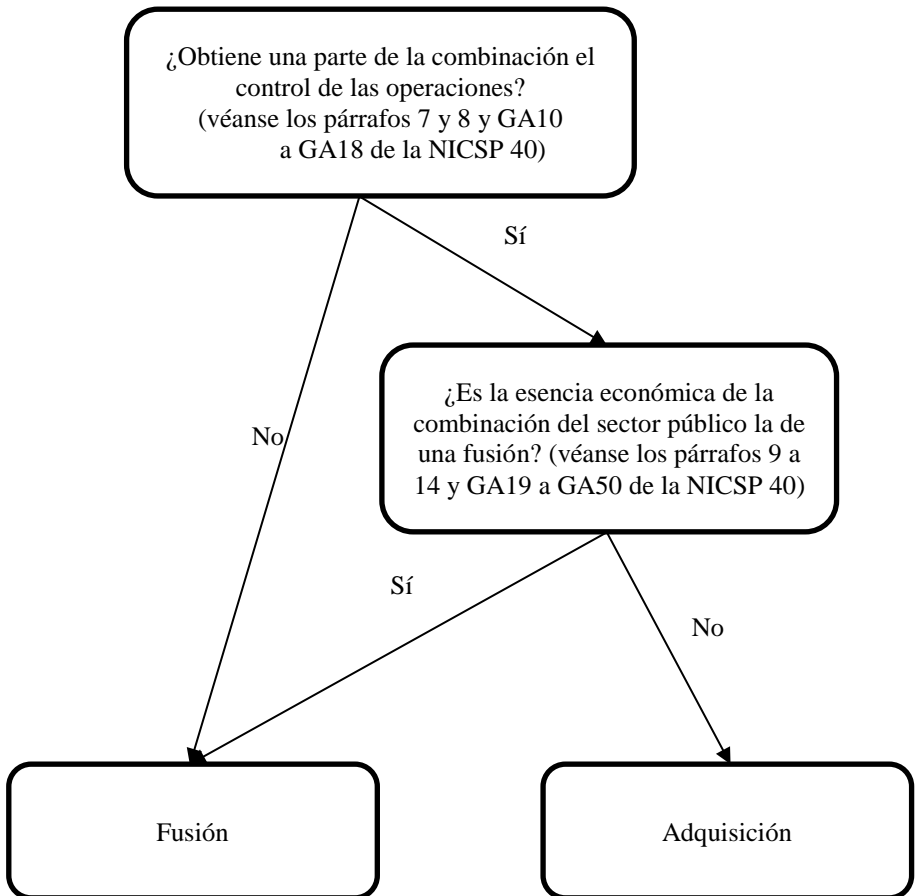 ¿Obtiene una parte de la combinación el
control de las operaciones?
(véanse los párrafos 7 y 8 y GA10
a GA18 de la NICSP 40)
Sí
¿Es la esencia económica de la
combinación del sector público la de
una fusión? (véanse los párrafos 9 a
14 y GA19 a GA50 de la NICSP 40)
No
Sí
No
Fusión
Adquisición